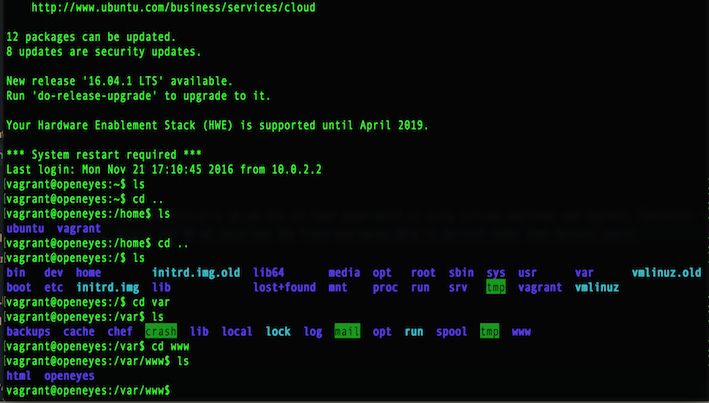 http://www.ubuntu.com/business/services/cloud
12 packages can be updated.
8 updates are security updates.
New release '16.04.1 LTS' available.
Run 'do-release-upgrade' to upgrade to it.
Your Hardware Enablement Stack (HWE) is supported until April 2019.
*** System restart required ***
Last login: Mon Nov 21 17:10:45 2016 from 10.0.2.2
vagrant@openeyes:~$ ls
vagrant@openeyes:~$ cd ..
vagrant@openeyes:/home$ ls
ubuntu vagrant
vagrant@openeyes:/home$ cd ..
vagrant@openeyes:/$ ls
bin dev home initrd.img.old lib64 media opt root sbin sys usr var vmlinuz.old
boot etc initrd.img lib lost+found mnt proc run srv tmp vagrant vmlinuz
vagrant@openeyes:/$ cd var
vagrant@openeyes:/var$ ls
backups cache chef crash lib local lock log mail opt run spool tmp www
vagrant@openeyes:/var$ cd www
vagrant@openeyes:/var/www$ ls
html openeyes
vagrant@openeyes:/var/www$